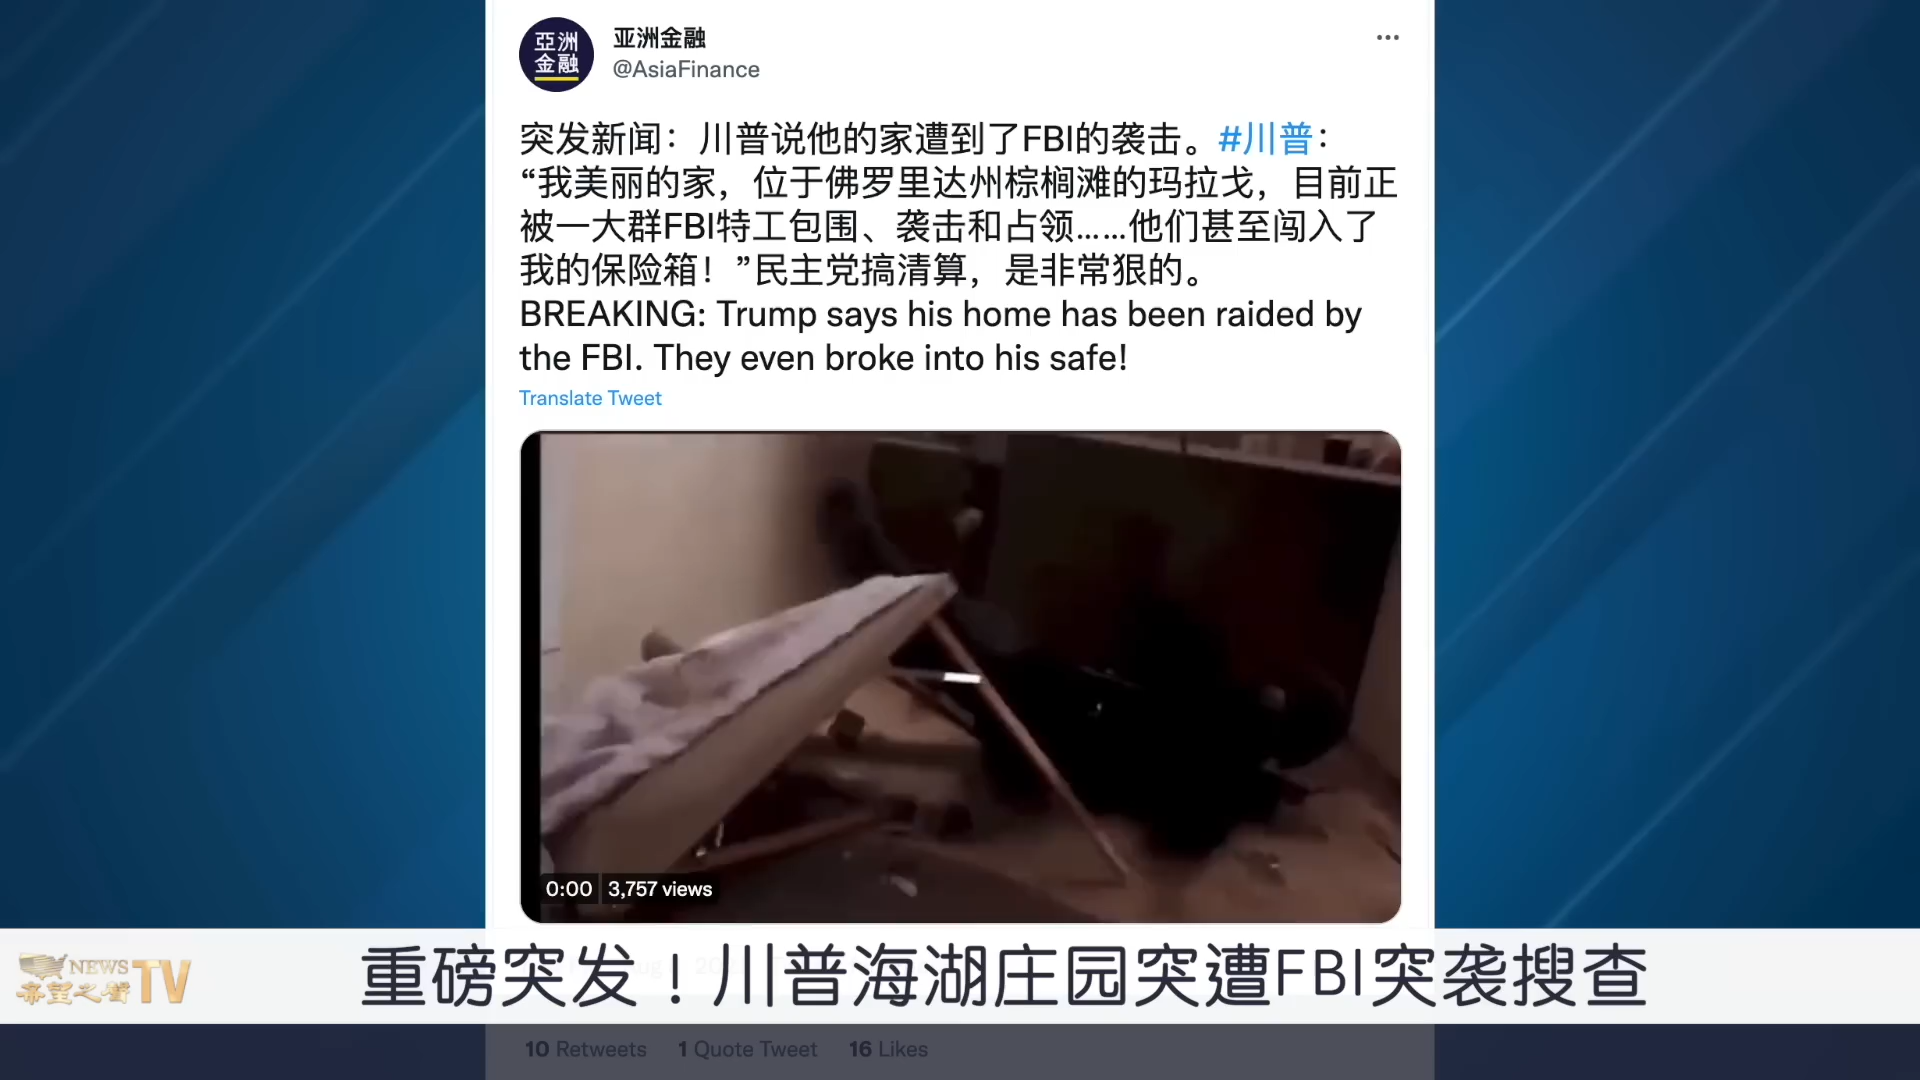 亞洲
金融
亚洲金融
@AsiaFinance
突发新闻：川普说他的家遭到了FBI的袭击。#川普：
“我美丽的家，位于佛罗里达州棕榈滩的玛拉戈，目前正
被一大群FBI特工包围、袭击和占领……他们甚至闯入了
我的保险箱！”民主党搞清算，是非常狠的。
BREAKING: Trump says his home has been raided by
the FBI. They even broke into his safe!
Translate Tweet
0:00 3,757 views
NEWS TV
希望之聲
重磅突发！川普海湖庄园突遭FBI突袭搜查
10 Retweets 1 Quote Tweet 16 Likes